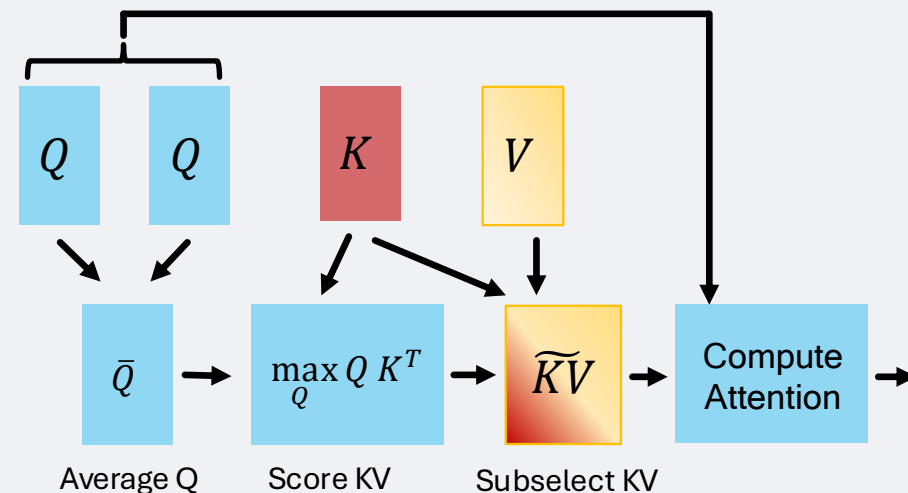 Q Q K V
Q̄
max Q K^T
Q
K̃V
Compute
Attention
Average Q Score KV Subselect KV